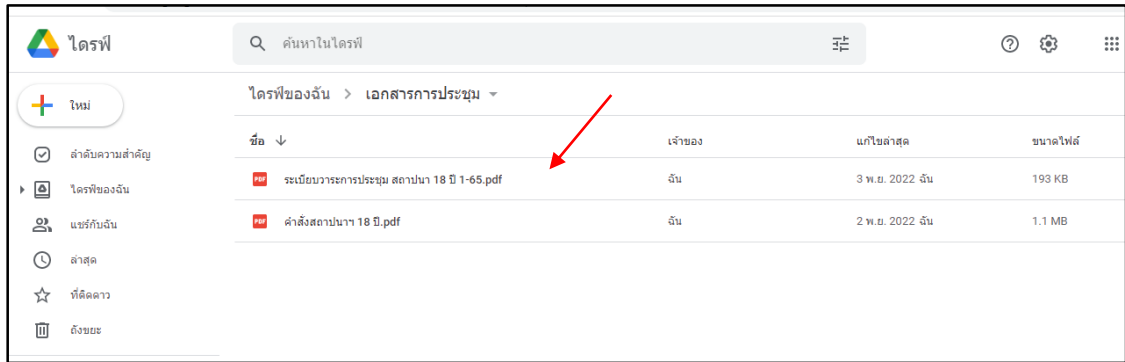 ไดรฟ์
ค้นหาในไดรฟ์
ใหม่
ลำดับความสำคัญ
ไดรฟ์ของฉัน
แชร์กับฉัน
ล่าสุด
ที่ติดดาว
ถังขยะ
ไดรฟ์ของฉัน > เอกสารการประชุม
ชื่อ เจ้าของ แก้ไขล่าสุด ขนาดไฟล์
PDF ระเบียบวาระการประชุม สถาปนา 18 ปี 1-65.pdf ฉัน 3 พ.ย. 2022 ฉัน 193 KB
PDF คำสั่งสถาปนาฯ 18 ปี.pdf ฉัน 2 พ.ย. 2022 ฉัน 1.1 MB